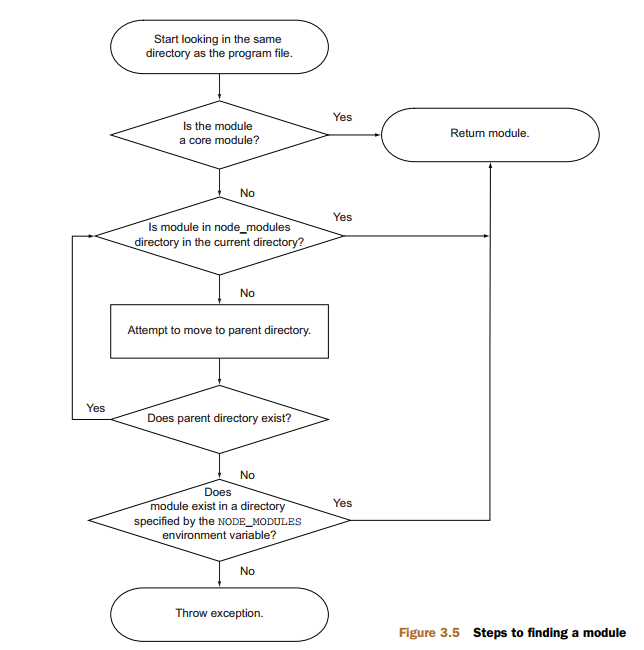 Start looking in the same
directory as the program file.
Is the module
a core module?
Yes
Return module.
No
Is module in node_modules
directory in the current directory?
Yes
No
Attempt to move to parent directory.
Yes
Does parent directory exist?
No
Does
module exist in a directory
specified by the NODE_MODULES
environment variable?
Yes
No
Throw exception.
Figure 3.5 Steps to finding a module